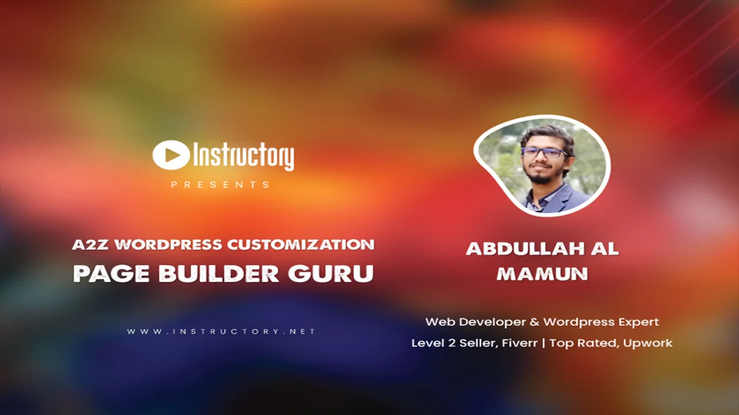 Instructory
PRESENTS
A2Z WORDPRESS CUSTOMIZATION
PAGE BUILDER GURU
WWW.INSTRUCTORY.NET
ABDULLAH AL
MAMUN
Web Developer & Wordpress Expert
Level 2 Seller, Fiverr | Top Rated, Upwork